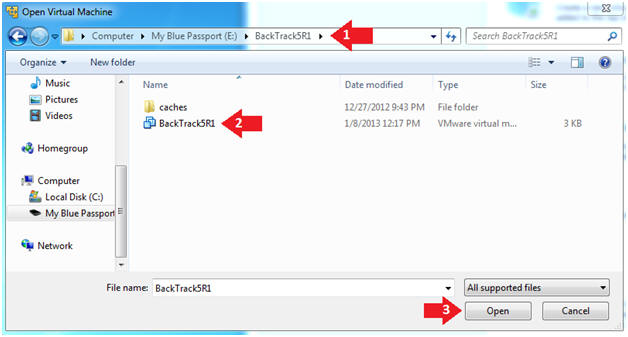 Open Virtual Machine
Computer ▸ My Blue Passport (E:) ▸ BackTrack5R1 ▸ 1
Search BackTrack5R1
Organize New folder
Name Date modified Type Size
Music
Pictures
Videos
Homegroup
Computer
Local Disk (C:)
My Blue Passport
Network
caches 12/27/2012 9:43 PM File folder
BackTrack5R1 2 1/8/2013 12:17 PM VMware virtual m... 3 KB
File name: BackTrack5R1 All supported files
3 Open Cancel